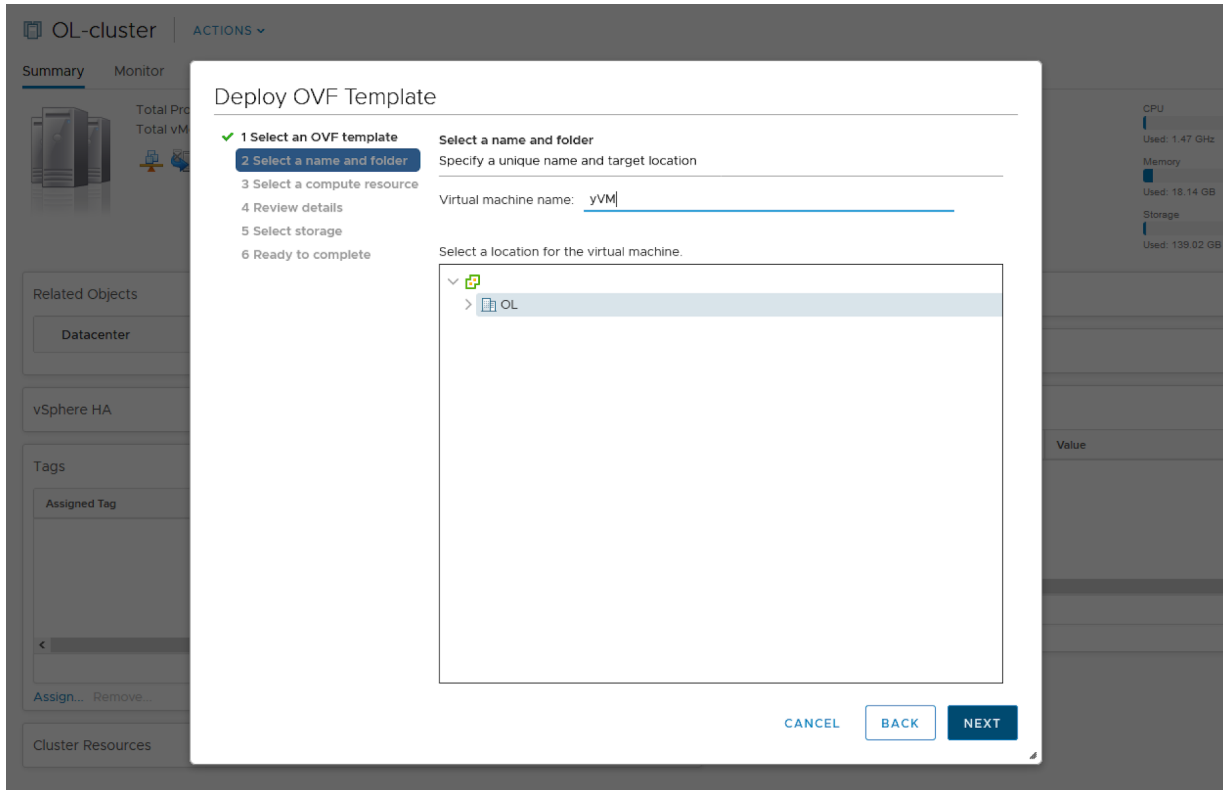 OL-cluster ACTIONS
Summary Monitor
Total Pro
Total vM
CPU
Used: 1.47 GHz
Memory
Used: 18.14 GB
Storage
Used: 139.02 GB
Related Objects
Datacenter
vSphere HA
Tags
Assigned Tag
Value
Assign... Remove...
Cluster Resources
Deploy OVF Template
1 Select an OVF template
2 Select a name and folder
3 Select a compute resource
4 Review details
5 Select storage
6 Ready to complete
Select a name and folder
Specify a unique name and target location
Virtual machine name: yVM
Select a location for the virtual machine.
OL
CANCEL BACK NEXT